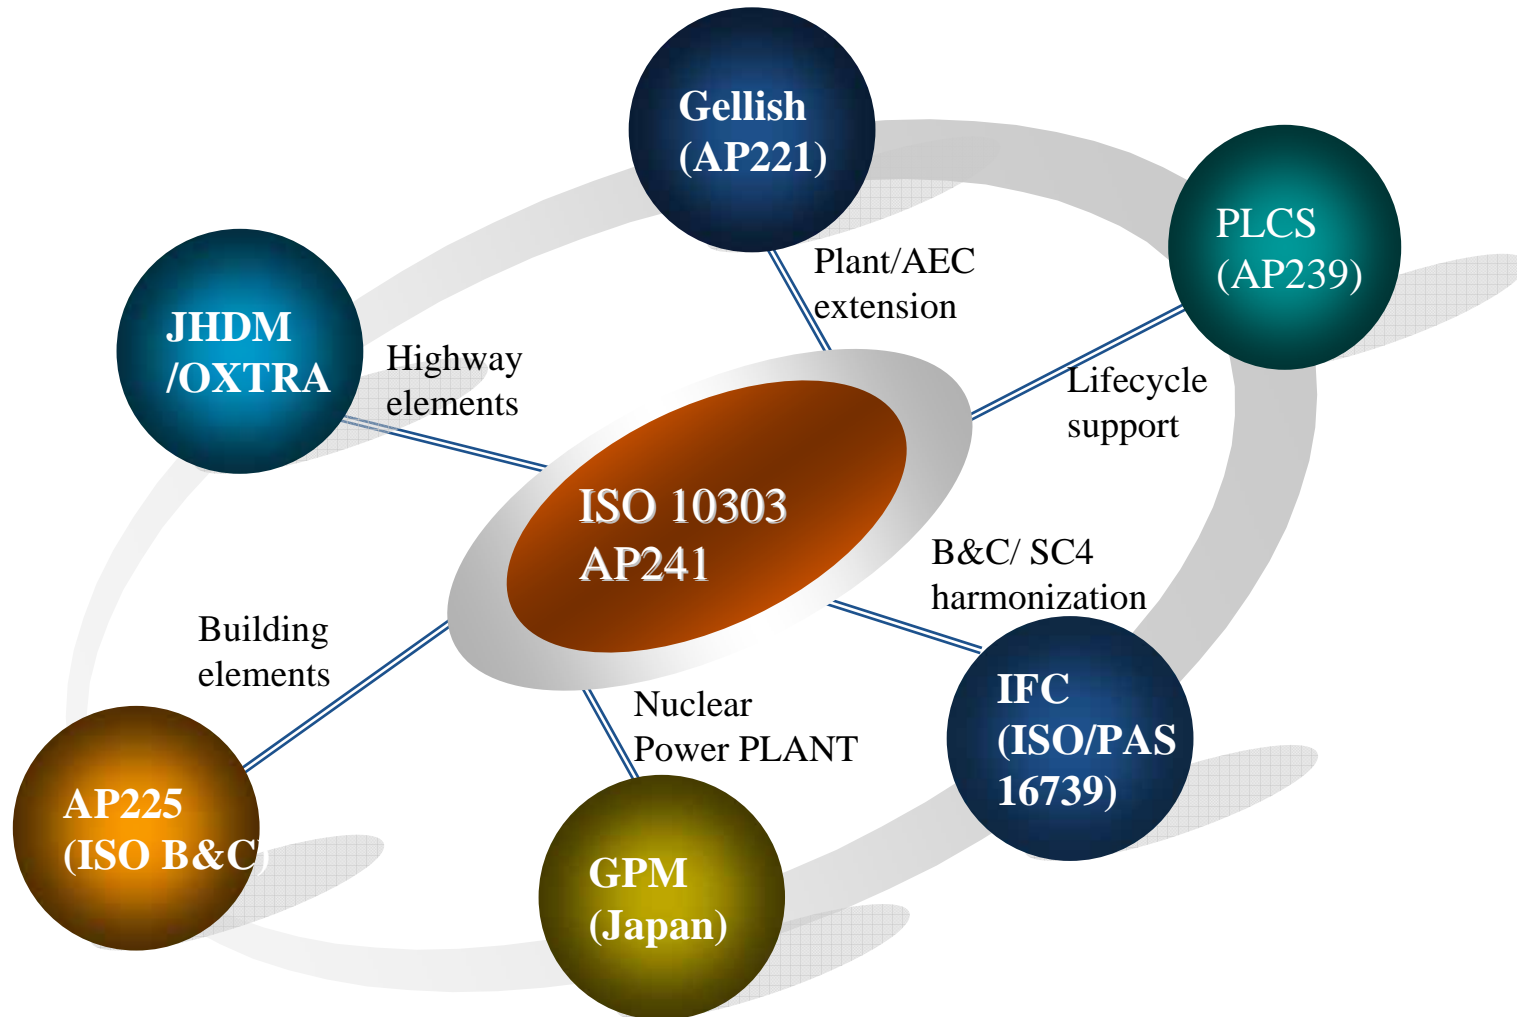 Gellish
(AP221)
PLCS
(AP239)
Plant/AEC
extension
JHDM
/OXTRA
Highway
elements
Lifecycle
support
ISO 10303
AP241
B&C/ SC4
harmonization
Building
elements
IFC
(ISO/PAS
16739)
Nuclear
Power PLANT
AP225
(ISO B&C)
GPM
(Japan)